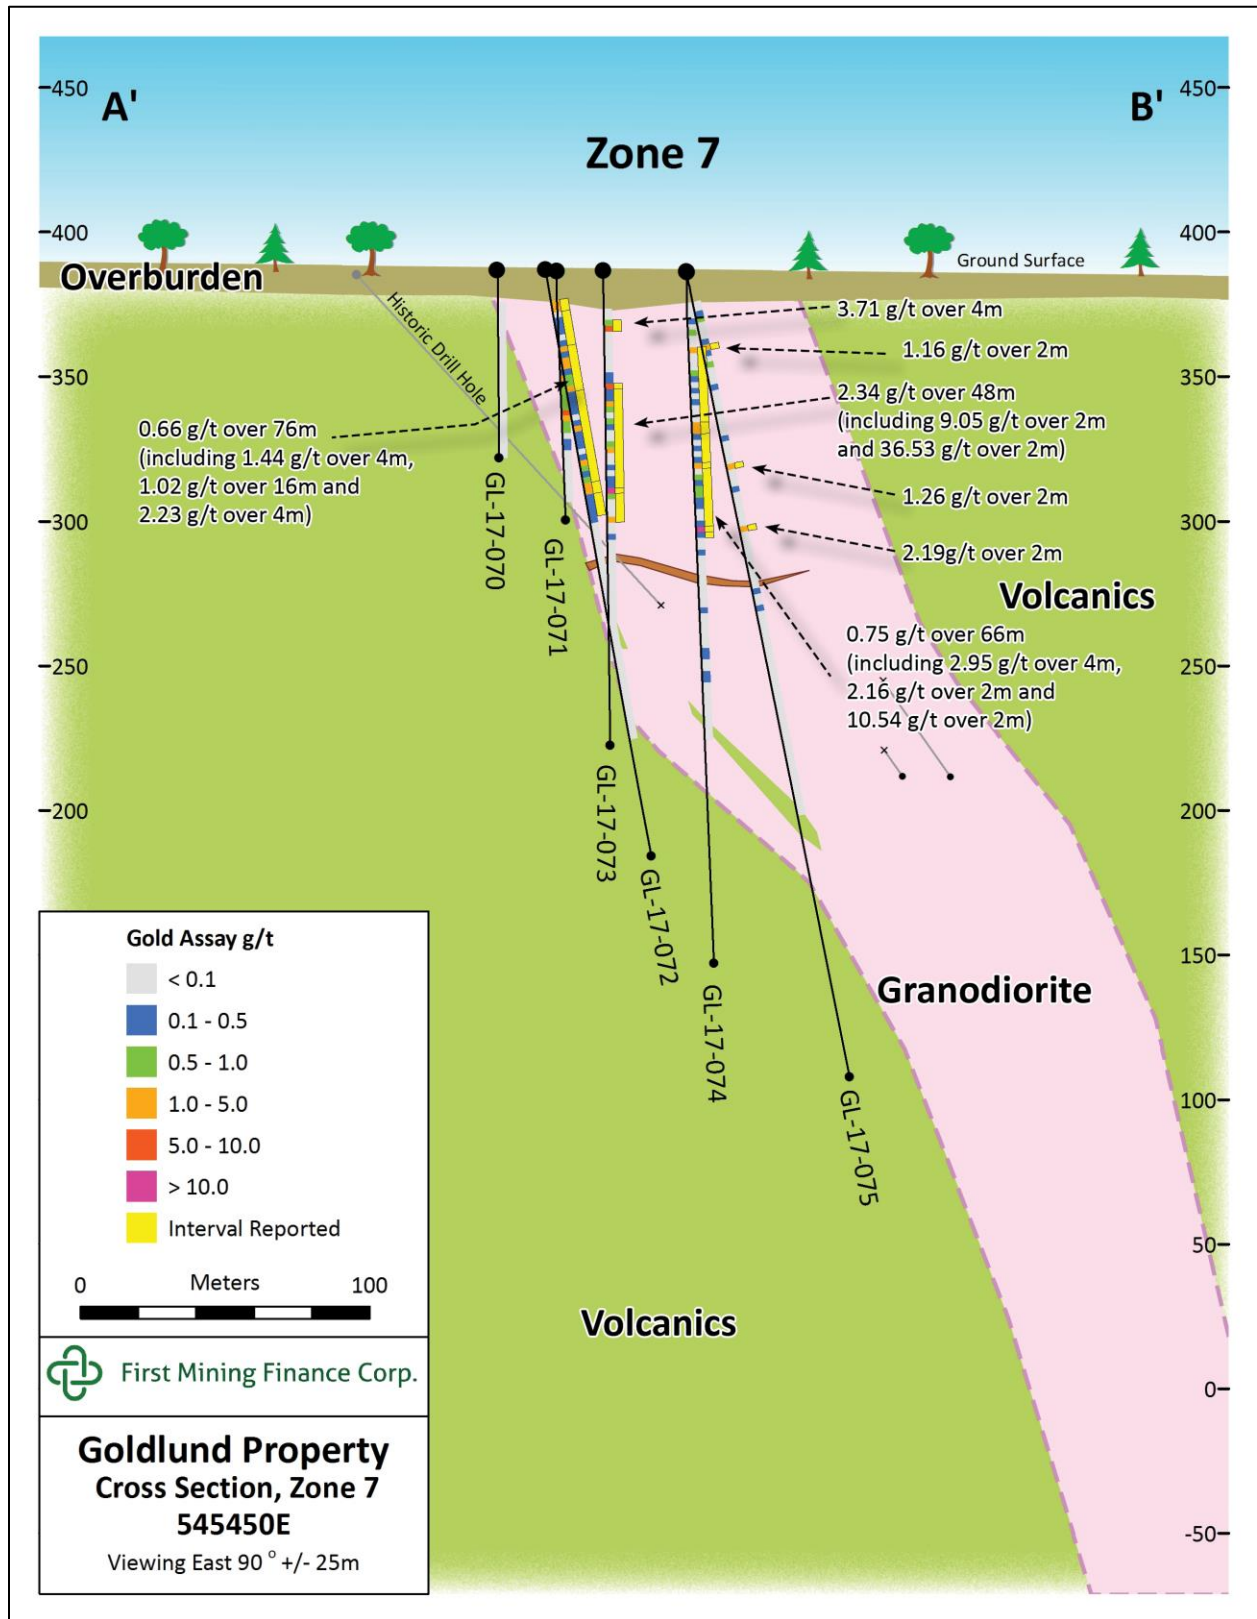 450
A'
B'
450
Zone 7
400
400
Ground Surface
Overburden
Historic Drill Hole
3.71 g/t over 4m
1.16 g/t over 2m
350
350
2.34 g/t over 48m
(including 9.05 g/t over 2m
and 36.53 g/t over 2m)
0.66 g/t over 76m
(including 1.44 g/t over 4m,
1.02 g/t over 16m and
2.23 g/t over 4m)
1.26 g/t over 2m
300
300
2.19g/t over 2m
GL-17-070
GL-17-071
Volcanics
0.75 g/t over 66m
(including 2.95 g/t over 4m,
2.16 g/t over 2m and
10.54 g/t over 2m)
250
250
200
200
GL-17-073
GL-17-072
GL-17-074
GL-17-075
150
Granodiorite
100
50
Volcanics
0
-50
Gold Assay g/t
< 0.1
0.1 - 0.5
0.5 - 1.0
1.0 - 5.0
5.0 - 10.0
> 10.0
Interval Reported
0 Meters 100
First Mining Finance Corp.
Goldlund Property
Cross Section, Zone 7
545450E
Viewing East 90 ° +/- 25m